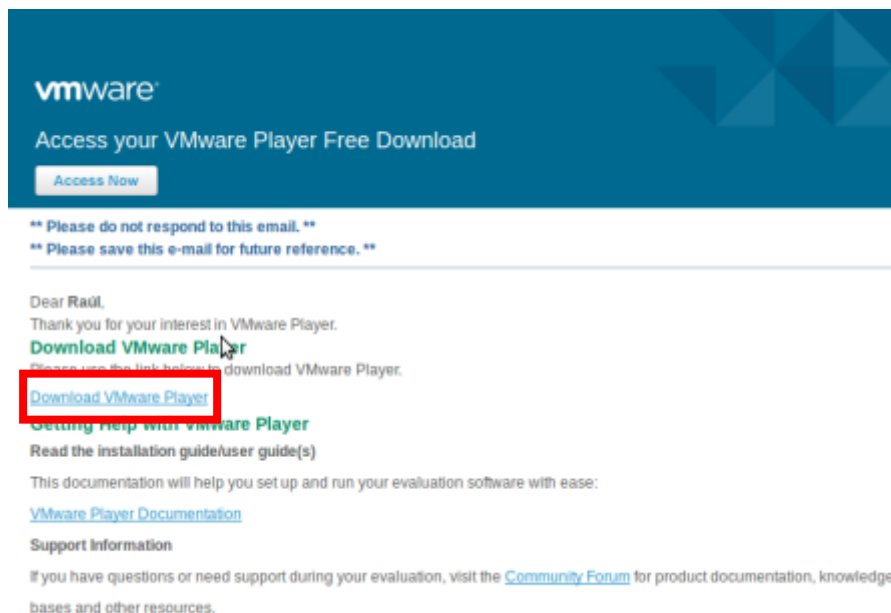 vmware
Access your VMware Player Free Download
Access Now
** Please do not respond to this email. **
** Please save this e-mail for future reference. **
Dear Raúl,
Thank you for your interest in VMware Player.
Download VMware Player
Please use the link below to download VMware Player.
Download VMware Player
Getting Help with VMware Player
Read the installation guide/user guide(s)
This documentation will help you set up and run your evaluation software with ease:
VMware Player Documentation
Support Information
If you have questions or need support during your evaluation, visit the Community Forum for product documentation, knowledge
bases and other resources.